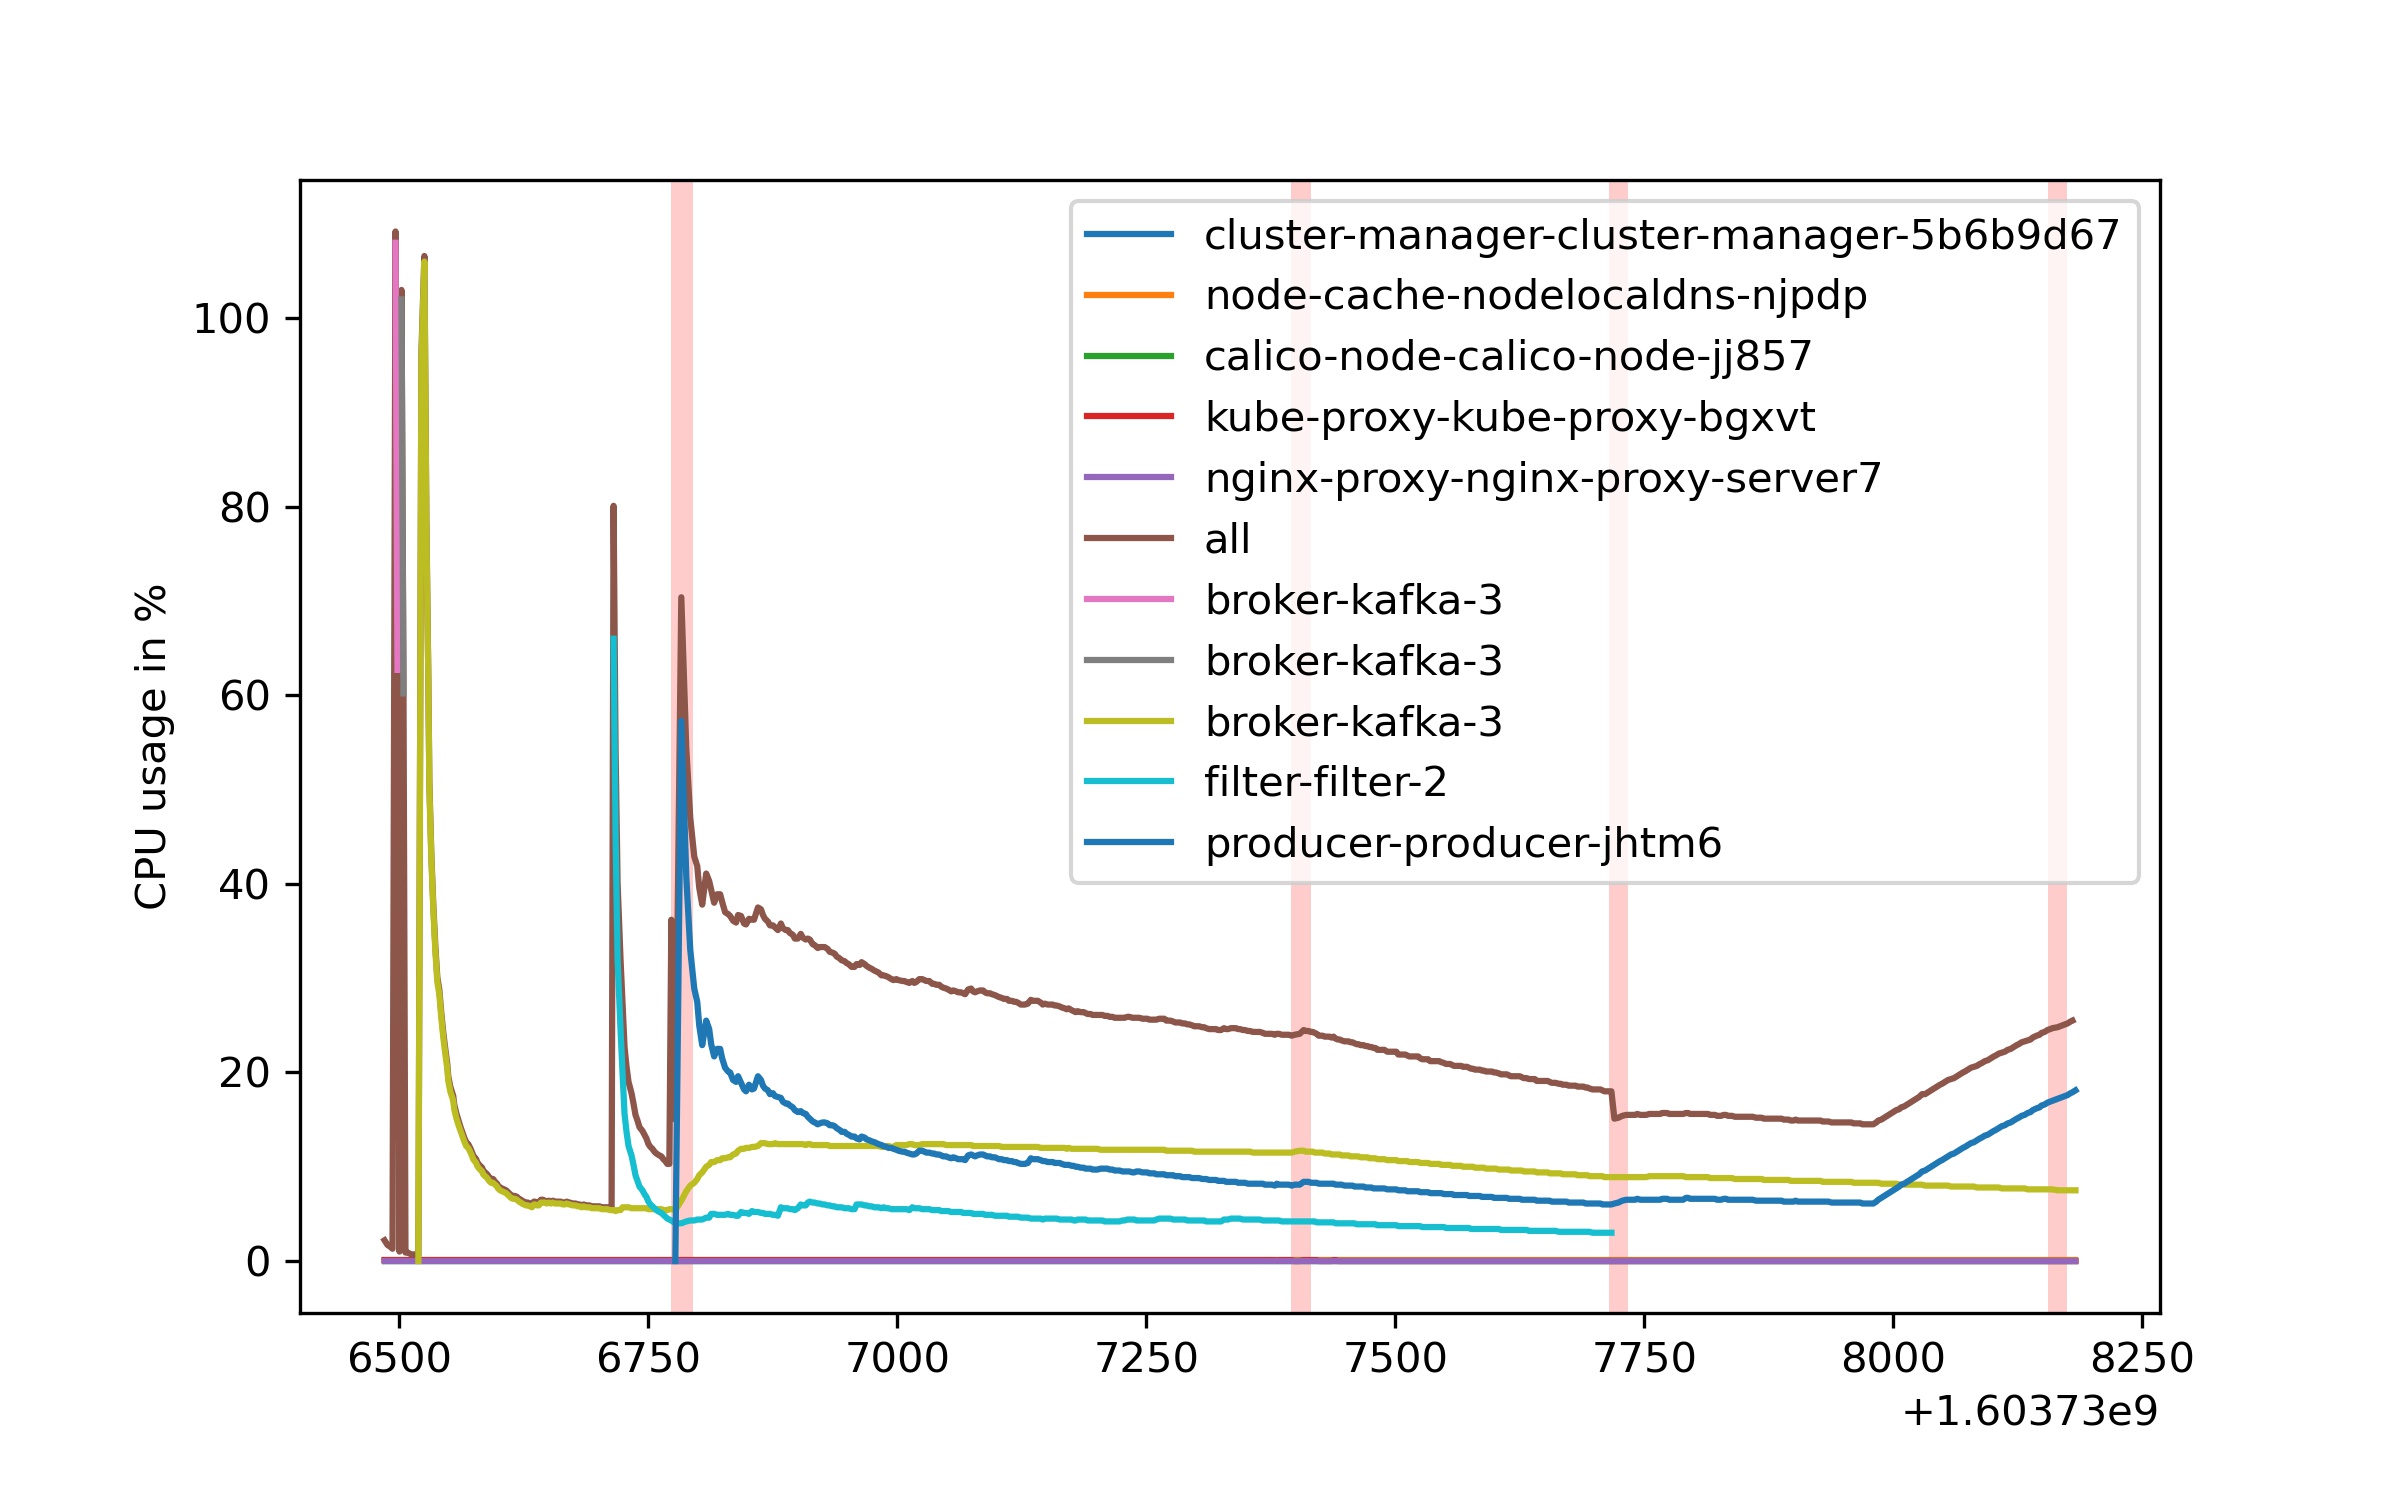 cluster-manager-cluster-manager-5b6b9d67
node-cache-nodelocaldns-njpdp
calico-node-calico-node-jj857
kube-proxy-kube-proxy-bgxvt
nginx-proxy-nginx-proxy-server7
all
broker-kafka-3
broker-kafka-3
broker-kafka-3
filter-filter-2
producer-producer-jhtm6
CPU usage in %
100
80
60
40
20
0
6500 6750 7000 7250 7500 7750 8000 8250
+1.60373e9